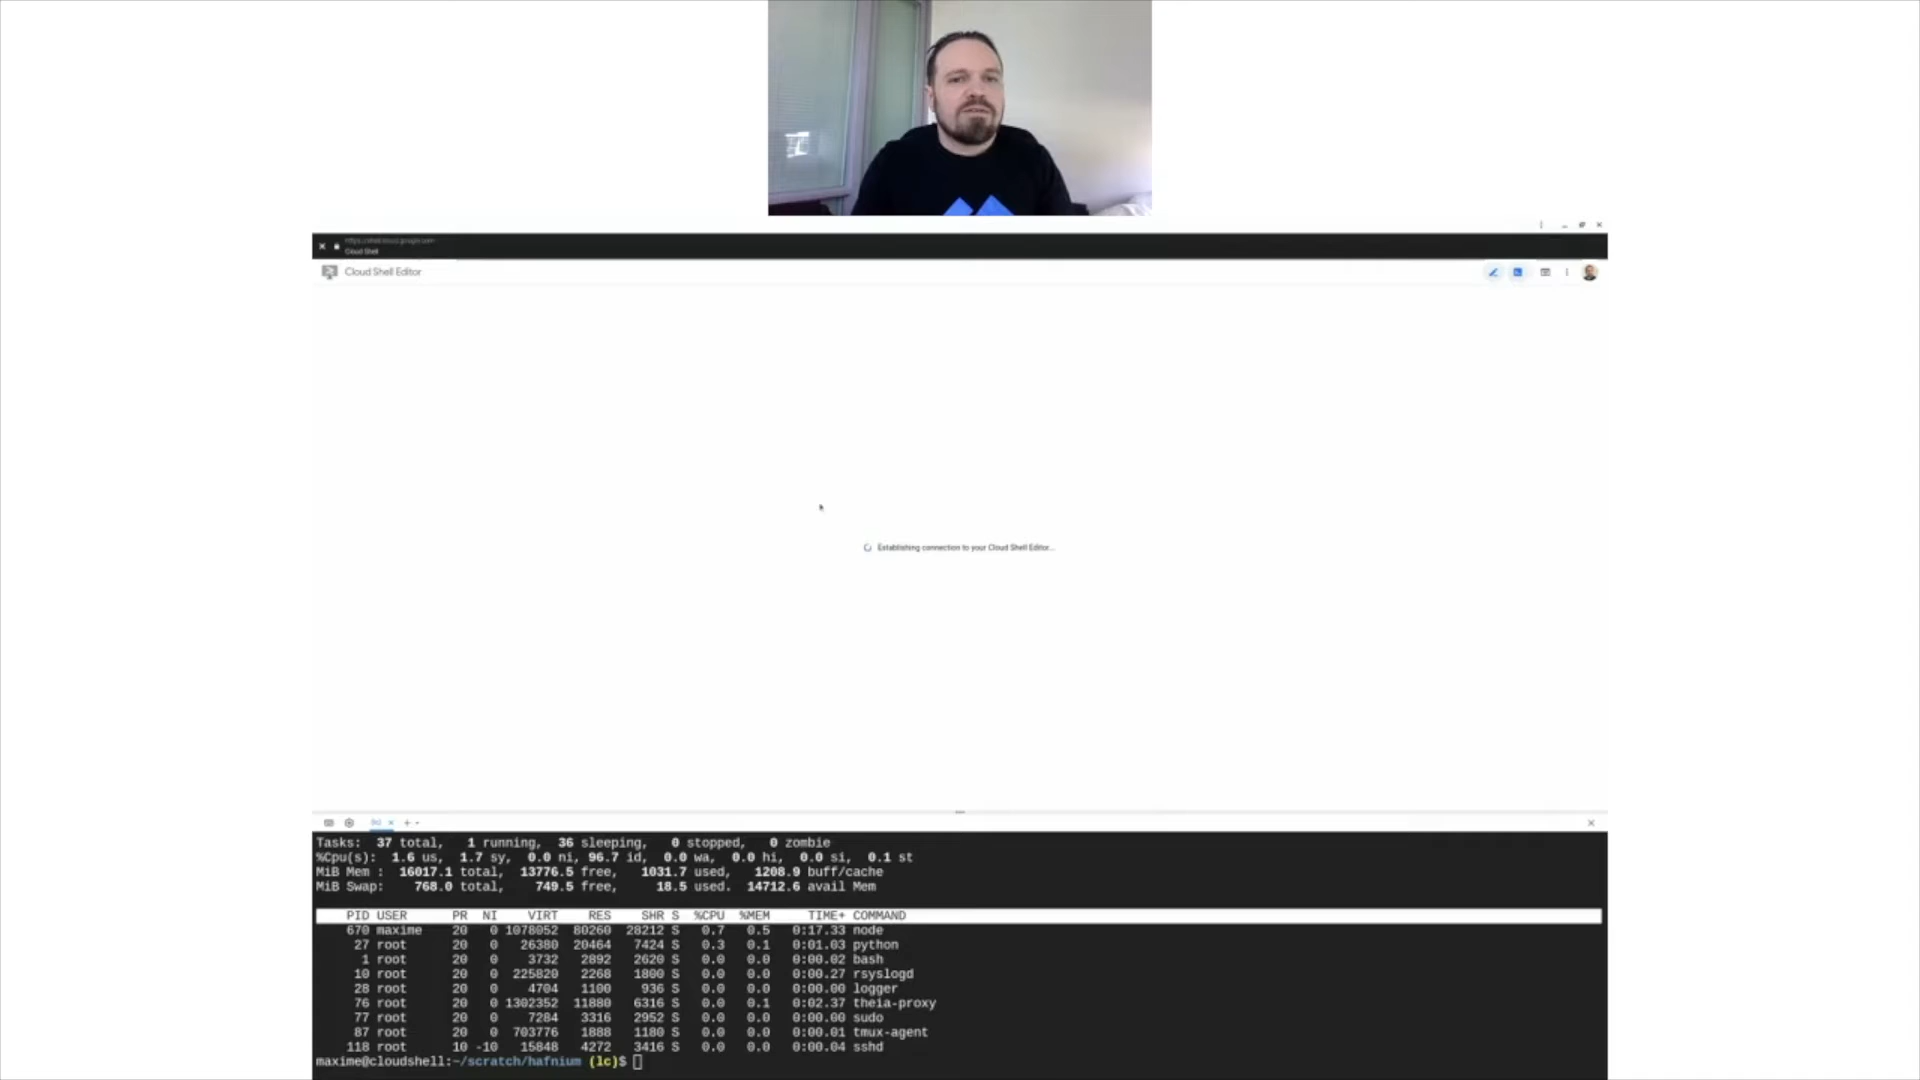 https://shell.cloud.google.com
Cloud Shell
Cloud Shell Editor
Establishing connection to your Cloud Shell Editor...
Tasks:  37 total,   1 running,  36 sleeping,   0 stopped,   0 zombie
%Cpu(s):  1.6 us,  1.7 sy,  0.0 ni, 96.7 id,  0.0 wa,  0.0 hi,  0.0 si,  0.1 st
MiB Mem :  16017.1 total,  13776.5 free,   1031.7 used,   1208.9 buff/cache
MiB Swap:    768.0 total,    749.5 free,     18.5 used.  14712.6 avail Mem
PID USER      PR  NI    VIRT    RES    SHR S  %CPU  %MEM     TIME+ COMMAND
670 maxime    20   0 1078052  80260  28212 S   0.7   0.5   0:17.33 node
27 root      20   0   26380  20464   7424 S   0.3   0.1   0:01.03 python
1 root      20   0    3732   2892   2620 S   0.0   0.0   0:00.02 bash
10 root      20   0  225820   2268   1800 S   0.0   0.0   0:00.27 rsyslogd
28 root      20   0    4704   1100    936 S   0.0   0.0   0:00.00 logger
76 root      20   0 1302352  11880   6316 S   0.0   0.1   0:02.37 theia-proxy
77 root      20   0    7284   3316   2952 S   0.0   0.0   0:00.00 sudo
87 root      20   0  703776   1888   1180 S   0.0   0.0   0:00.01 tmux-agent
118 root      10 -10   15848   4272   3416 S   0.0   0.0   0:00.04 sshd
maxime@cloudshell:~/scratch/hafnium (lc)$